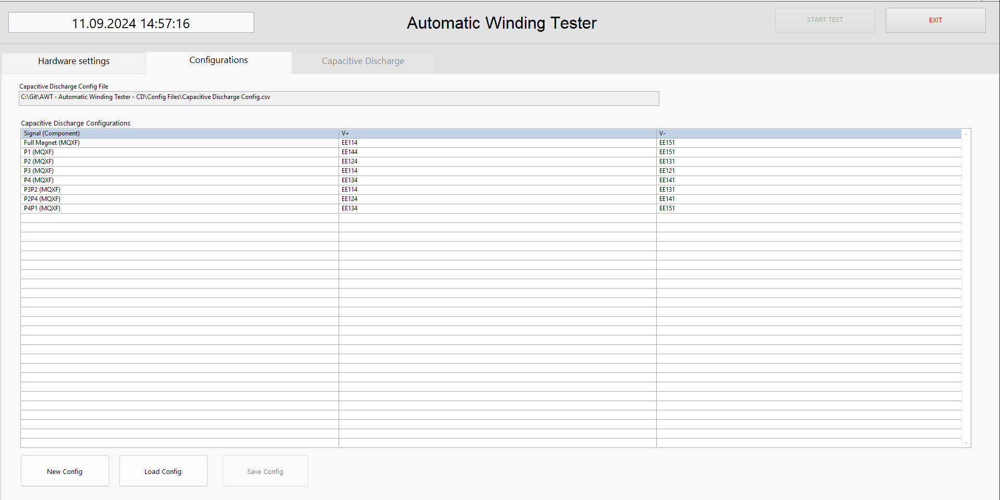 11.09.2024 14:57:16
Automatic Winding Tester
START TEST
EXIT
Hardware settings
Configurations
Capacitive Discharge
Capacitive Discharge Config File
C:\Git\AWT - Automatic Winding Tester - CD\Config Files\Capacitive Discharge Config.csv
Capacitive Discharge Configurations
Signal (Component) V+ V-
Full Magnet (MQXF) EE114 EE151
P1 (MQXF) EE144 EE151
P2 (MQXF) EE124 EE131
P3 (MQXF) EE114 EE121
P4 (MQXF) EE134 EE141
P3P2 (MQXF) EE114 EE131
P2P4 (MQXF) EE124 EE141
P4P1 (MQXF) EE134 EE151
New Config
Load Config
Save Config